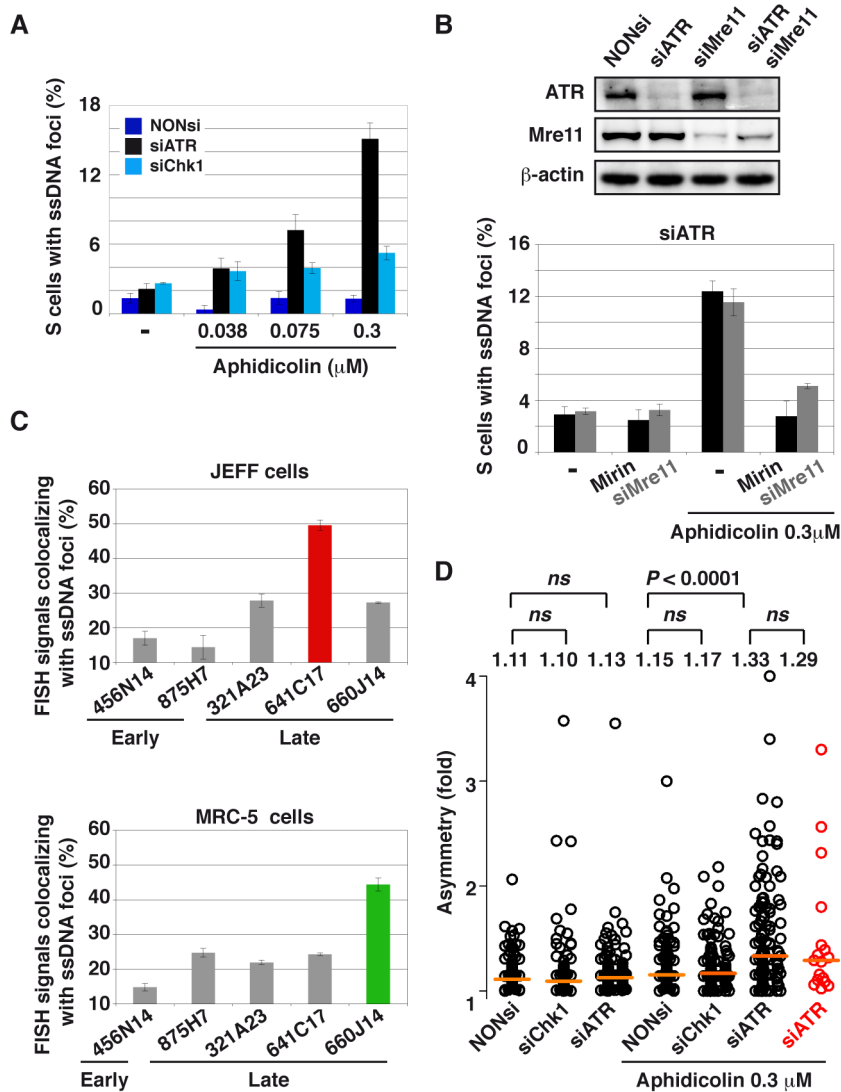 A
S cells with ssDNA foci (%)
18
12
6
0
NONsi
siATR
siChk1
-
0.038
0.075
0.3
Aphidicolin (μM)
B
NONsi
siATR
siMre11
siATR
siMre11
ATR
Mre11
β-actin
siATR
S cells with ssDNA foci (%)
16
12
8
4
0
-
Mirin
siMre11
-
Mirin
siMre11
Aphidicolin 0.3μM
C
JEFF cells
FISH signals colocalizing
with ssDNA foci (%)
60
50
40
30
20
10
456N14
875H7
321A23
641C17
660J14
Early
Late
MRC-5 cells
FISH signals colocalizing
with ssDNA foci (%)
60
50
40
30
20
10
456N14
875H7
321A23
641C17
660J14
Early
Late
D
ns
P < 0.0001
ns
ns
ns
1.11
1.10
1.13
1.15
1.17
1.33
1.29
Asymmetry (fold)
4
3
2
1
NONsi
siChk1
siATR
NONsi
siChk1
siATR
siATR
Aphidicolin 0.3 μM